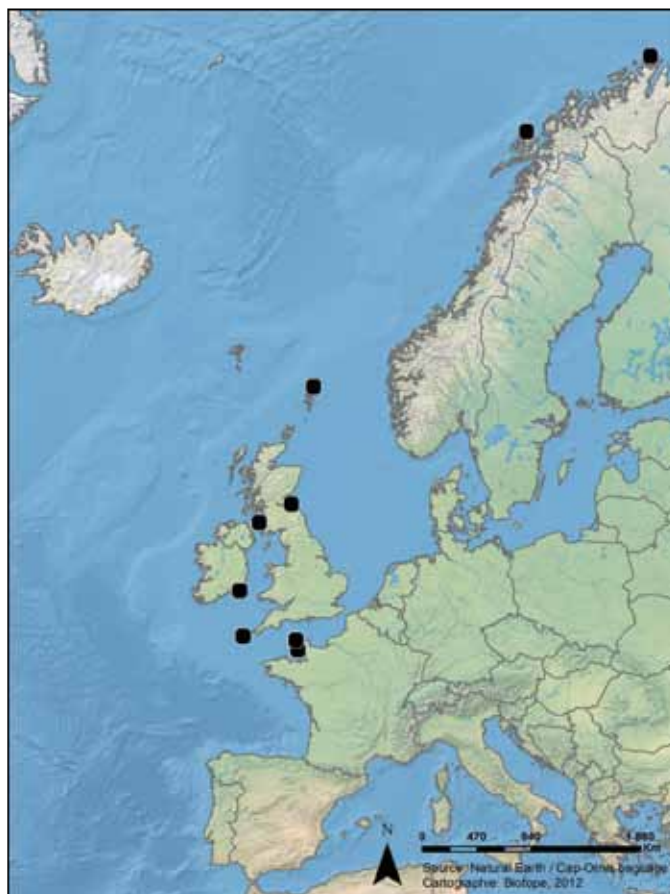 N
0 470 940 1 880
Km
Source: Natural Earth / Cap-Ornis baguage
Cartographie: Biotope, 2012